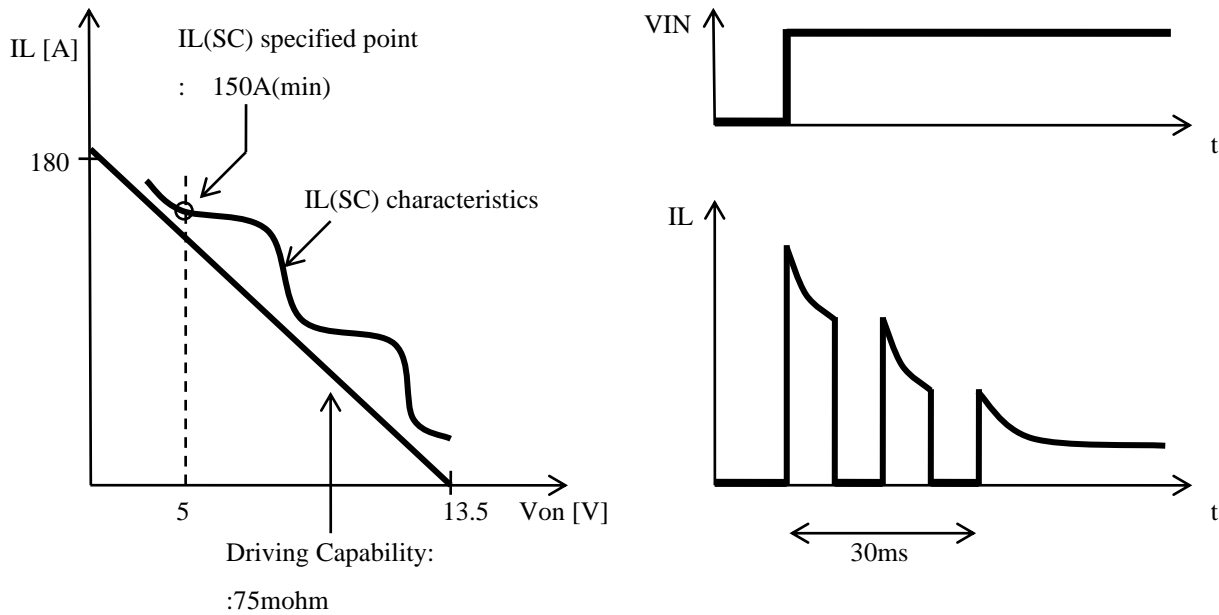 IL [A]
IL(SC) specified point
: 150A(min)
180
IL(SC) characteristics
5
13.5
Von [V]
Driving Capability:
:75mohm
VIN
t
IL
t
30ms